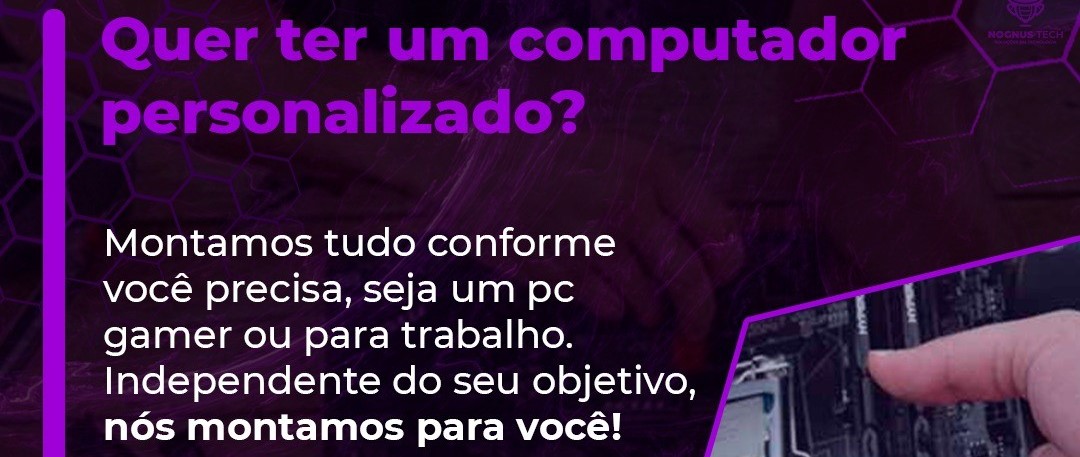 NOGNUS TECH
Quer ter um computador
personalizado?
Montamos tudo conforme
você precisa, seja um pc
gamer ou para trabalho.
Independente do seu objetivo,
nós montamos para você!